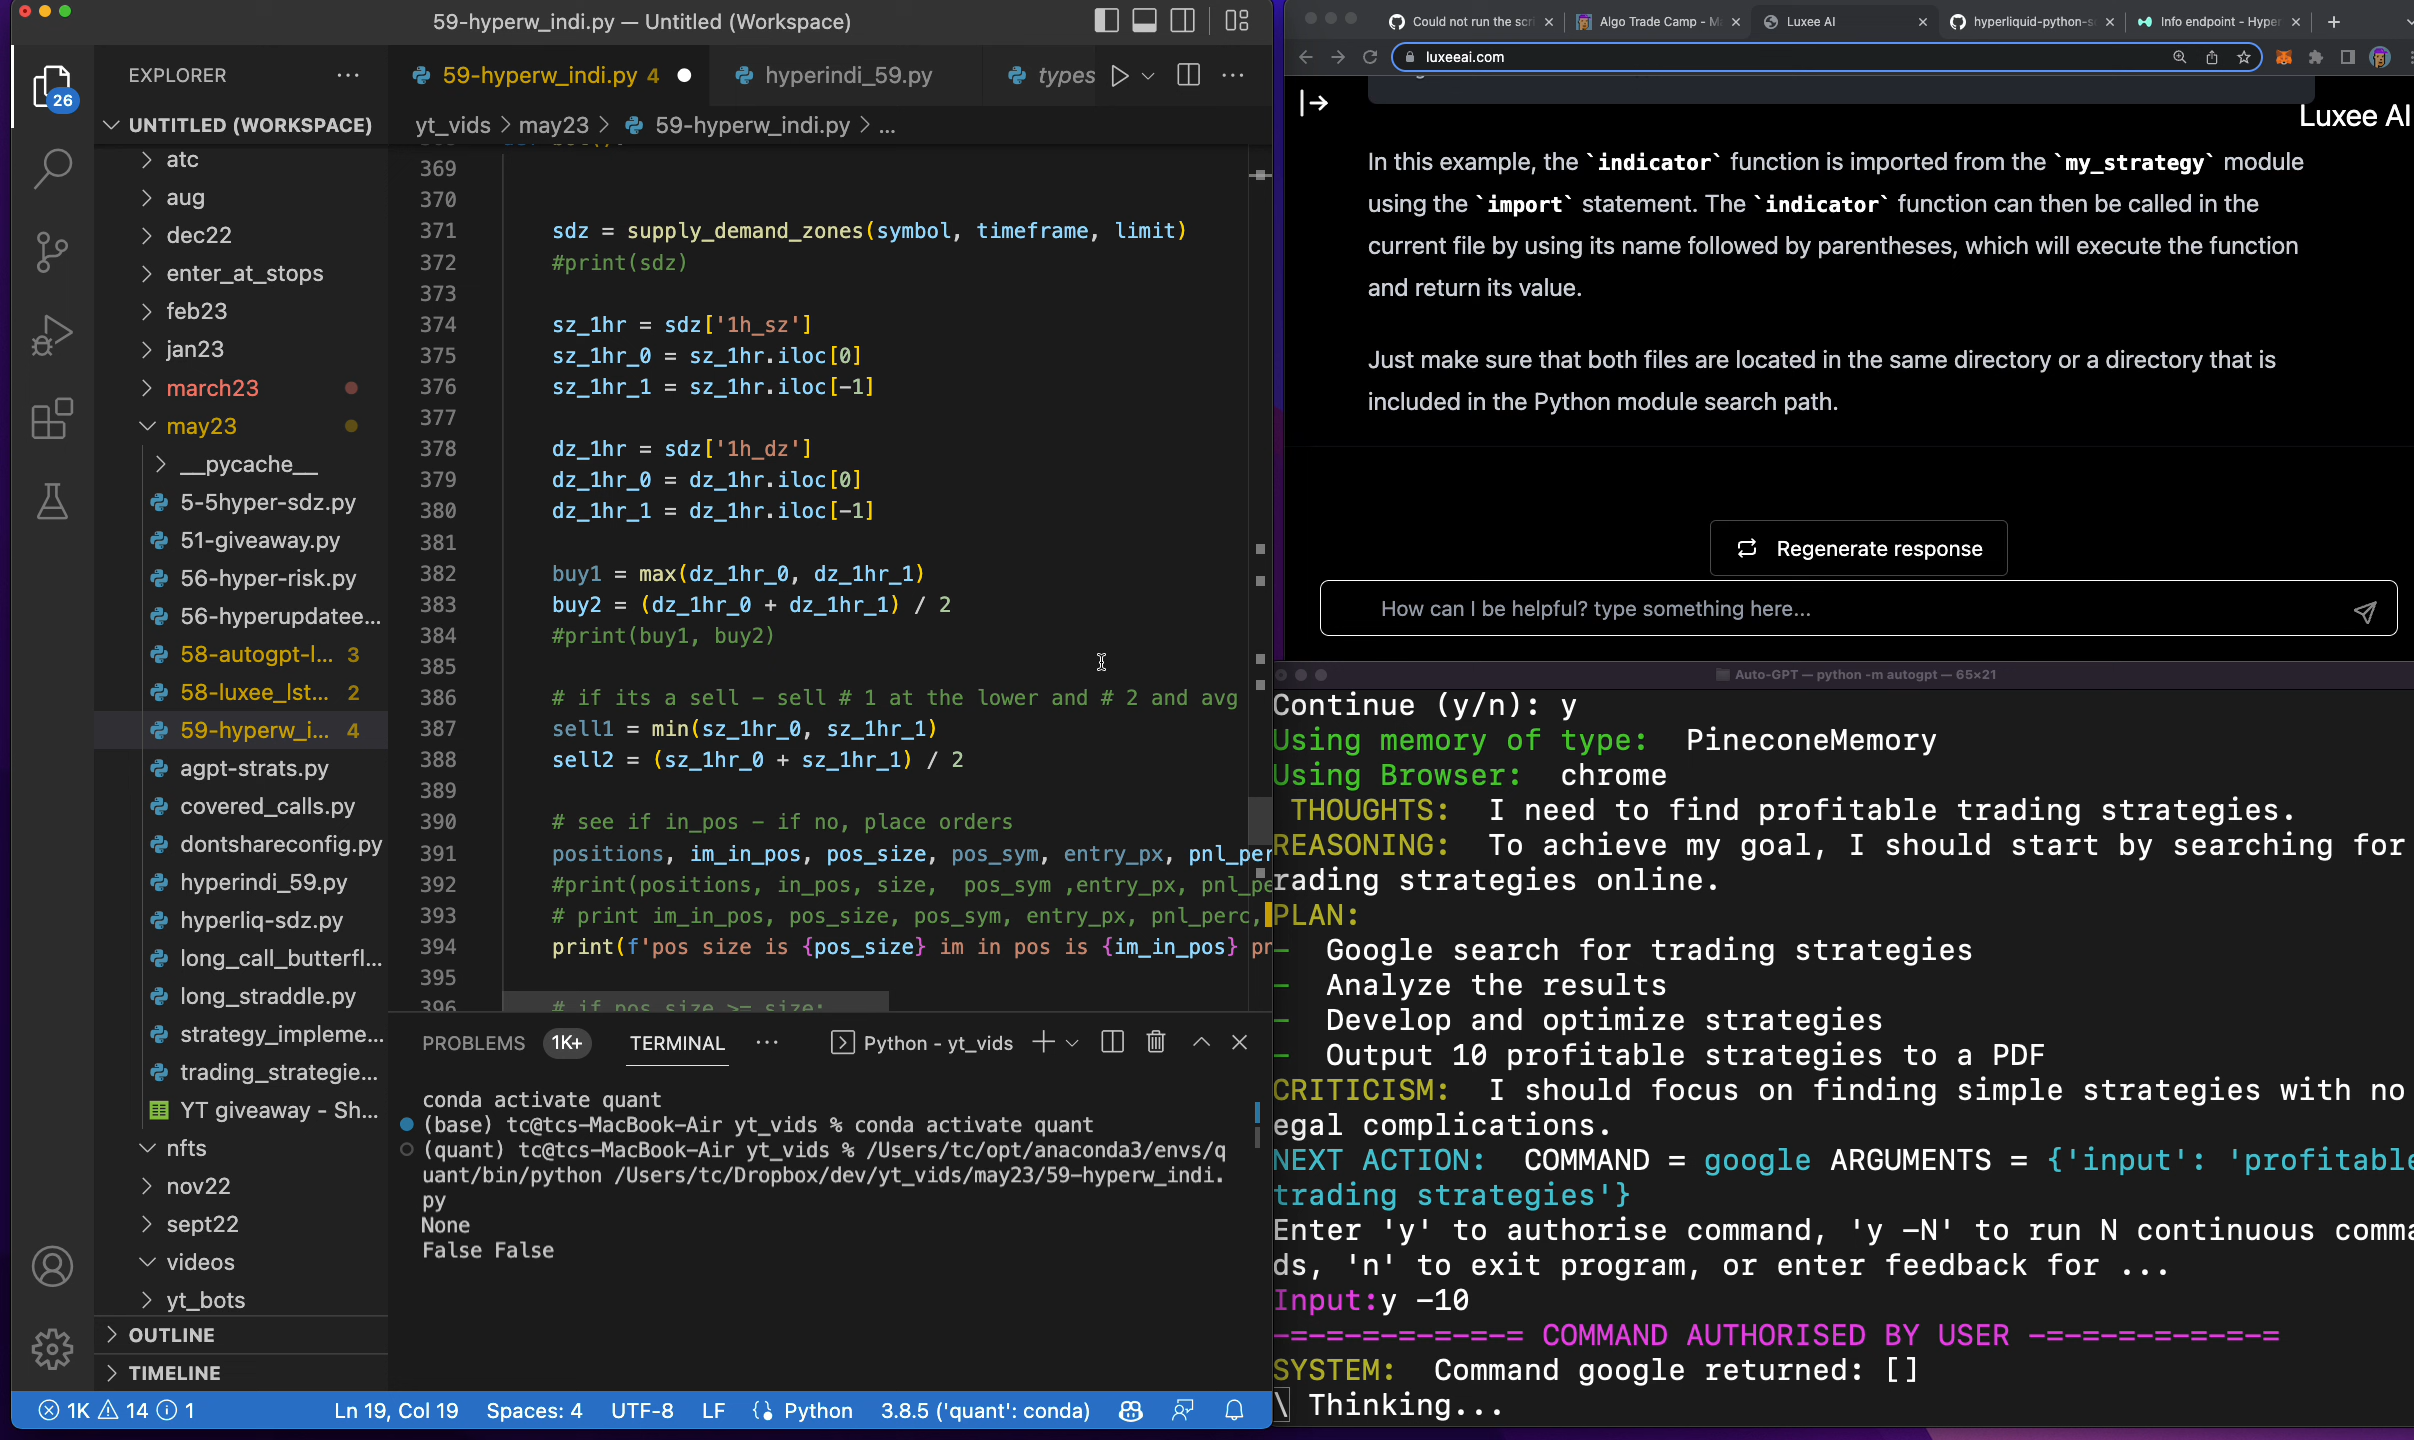 59-hyperw_indi.py — Untitled (Workspace)
EXPLORER
26
UNTITLED (WORKSPACE)
atc
aug
dec22
enter_at_stops
feb23
jan23
march23
may23
__pycache__
5-5hyper-sdz.py
51-giveaway.py
56-hyper-risk.py
56-hyperupdatee...
58-autogpt-l... 3
58-luxee_lst... 2
59-hyperw_i... 4
agpt-strats.py
covered_calls.py
dontshareconfig.py
hyperindi_59.py
hyperliq-sdz.py
long_call_butterfl...
long_straddle.py
strategy_impleme...
trading_strategie...
YT giveaway - Sh...
nfts
nov22
sept22
videos
yt_bots
OUTLINE
TIMELINE
59-hyperw_indi.py 4
hyperindi_59.py
types
yt_vids > may23 > 59-hyperw_indi.py > ...
369
370
371 sdz = supply_demand_zones(symbol, timeframe, limit)
372 #print(sdz)
373
374 sz_1hr = sdz['1h_sz']
375 sz_1hr_0 = sz_1hr.iloc[0]
376 sz_1hr_1 = sz_1hr.iloc[-1]
377
378 dz_1hr = sdz['1h_dz']
379 dz_1hr_0 = dz_1hr.iloc[0]
380 dz_1hr_1 = dz_1hr.iloc[-1]
381
382 buy1 = max(dz_1hr_0, dz_1hr_1)
383 buy2 = (dz_1hr_0 + dz_1hr_1) / 2
384 #print(buy1, buy2)
385
386 # if its a sell – sell # 1 at the lower and # 2 and avg
387 sell1 = min(sz_1hr_0, sz_1hr_1)
388 sell2 = (sz_1hr_0 + sz_1hr_1) / 2
389
390 # see if in_pos – if no, place orders
391 positions, im_in_pos, pos_size, pos_sym, entry_px, pnl_per
392 #print(positions, in_pos, size,  pos_sym ,entry_px, pnl_pe
393 # print im_in_pos, pos_size, pos_sym, entry_px, pnl_perc,
394 print(f'pos size is {pos_size} im in pos is {im_in_pos} pn
395
396 # if pos_size >= size:
PROBLEMS 1K+ TERMINAL ... Python - yt_vids
conda activate quant
(base) tc@tcs-MacBook-Air yt_vids % conda activate quant
(quant) tc@tcs-MacBook-Air yt_vids % /Users/tc/opt/anaconda3/envs/q
uant/bin/python /Users/tc/Dropbox/dev/yt_vids/may23/59-hyperw_indi.
py
None
False False
1K 14 1 Ln 19, Col 19 Spaces: 4 UTF-8 LF Python 3.8.5 ('quant': conda)
Could not run the scri
Algo Trade Camp - M
Luxee AI
hyperliquid-python-s
Info endpoint - Hyper
luxeeai.com
Luxee AI
In this example, the `indicator` function is imported from the `my_strategy` module
using the `import` statement. The `indicator` function can then be called in the
current file by using its name followed by parentheses, which will execute the function
and return its value.
Just make sure that both files are located in the same directory or a directory that is
included in the Python module search path.
Regenerate response
How can I be helpful? type something here...
Auto-GPT — python -m autogpt — 65×21
Continue (y/n): y
Using memory of type:  PineconeMemory
Using Browser:  chrome
THOUGHTS:  I need to find profitable trading strategies.
REASONING:  To achieve my goal, I should start by searching for
rading strategies online.
PLAN:
-  Google search for trading strategies
-  Analyze the results
-  Develop and optimize strategies
-  Output 10 profitable strategies to a PDF
CRITICISM:  I should focus on finding simple strategies with no
egal complications.
NEXT ACTION:  COMMAND = google ARGUMENTS = {'input': 'profitable
trading strategies'}
Enter 'y' to authorise command, 'y -N' to run N continuous comma
ds, 'n' to exit program, or enter feedback for ...
Input:y -10
-=-=-=-=-=-=-= COMMAND AUTHORISED BY USER -=-=-=-=-=-=-=
SYSTEM:  Command google returned: []
\ Thinking...